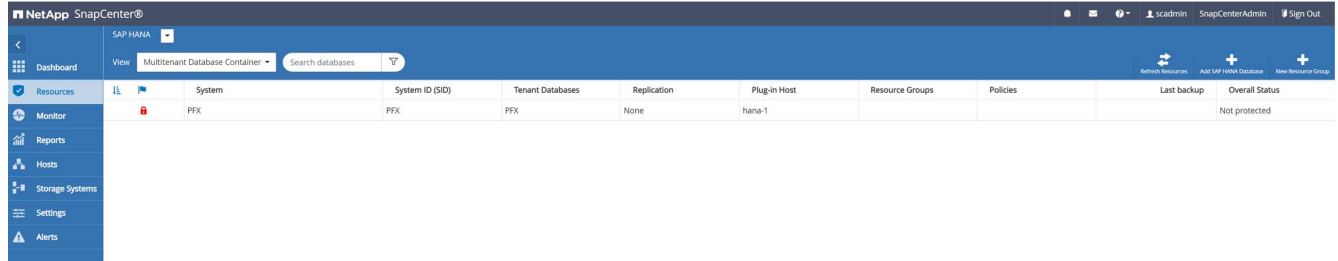 NetApp SnapCenter®
scadmin SnapCenterAdmin Sign Out
SAP HANA
View Multitenant Database Container Search databases
Refresh Resources Add SAP HANA Database New Resource Group
Dashboard
Resources
Monitor
Reports
Hosts
Storage Systems
Settings
Alerts
System System ID (SID) Tenant Databases Replication Plug-in Host Resource Groups Policies Last backup Overall Status
PFX PFX PFX None hana-1 Not protected